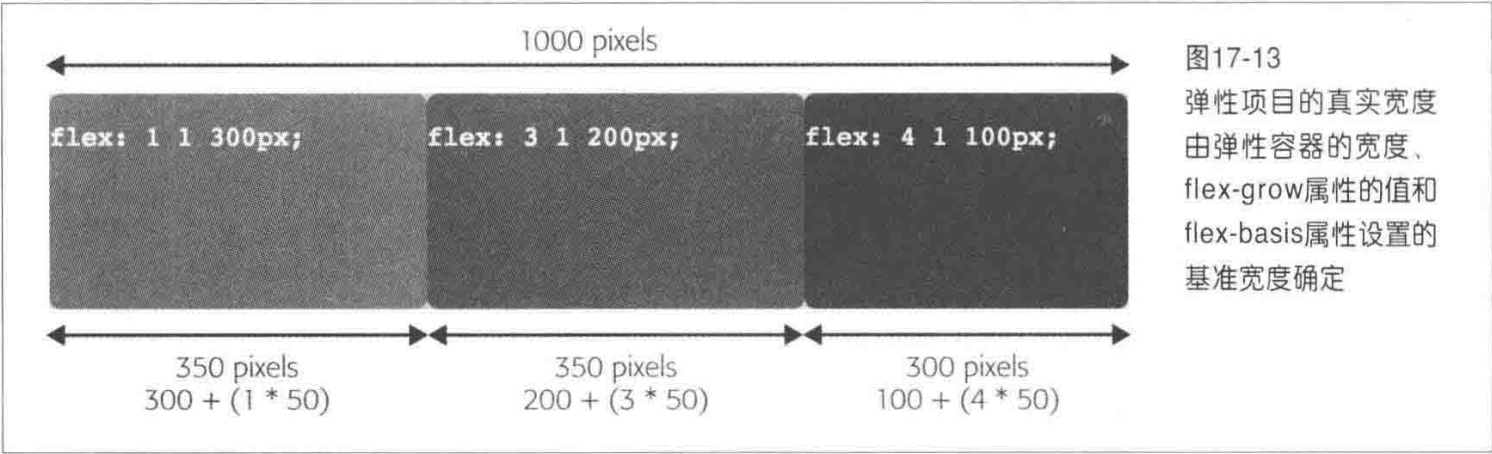 1000 pixels
flex: 1 1 300px;
flex: 3 1 200px;
flex: 4 1 100px;
350 pixels
300 + (1 * 50)
350 pixels
200 + (3 * 50)
300 pixels
100 + (4 * 50)
图17-13
弹性项目的真实宽度
由弹性容器的宽度、
flex-grow属性的值和
flex-basis属性设置的
基准宽度确定